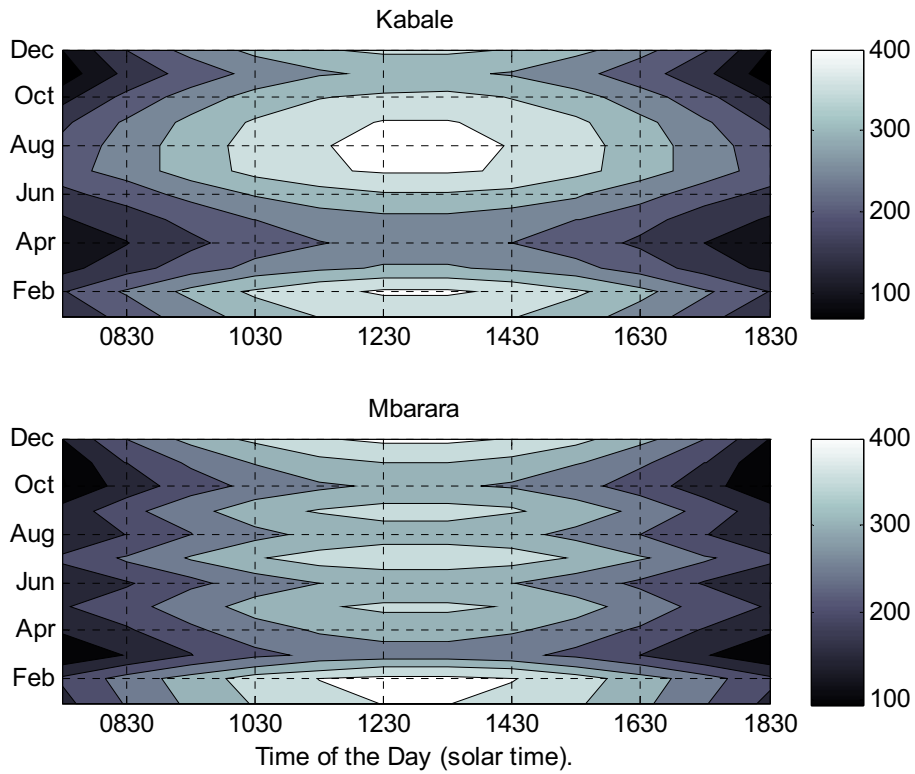 Kabale
Dec
Oct
Aug
Jun
Apr
Feb
0830 1030 1230 1430 1630 1830
400
300
200
100
Mbarara
Dec
Oct
Aug
Jun
Apr
Feb
0830 1030 1230 1430 1630 1830
Time of the Day (solar time).
400
300
200
100